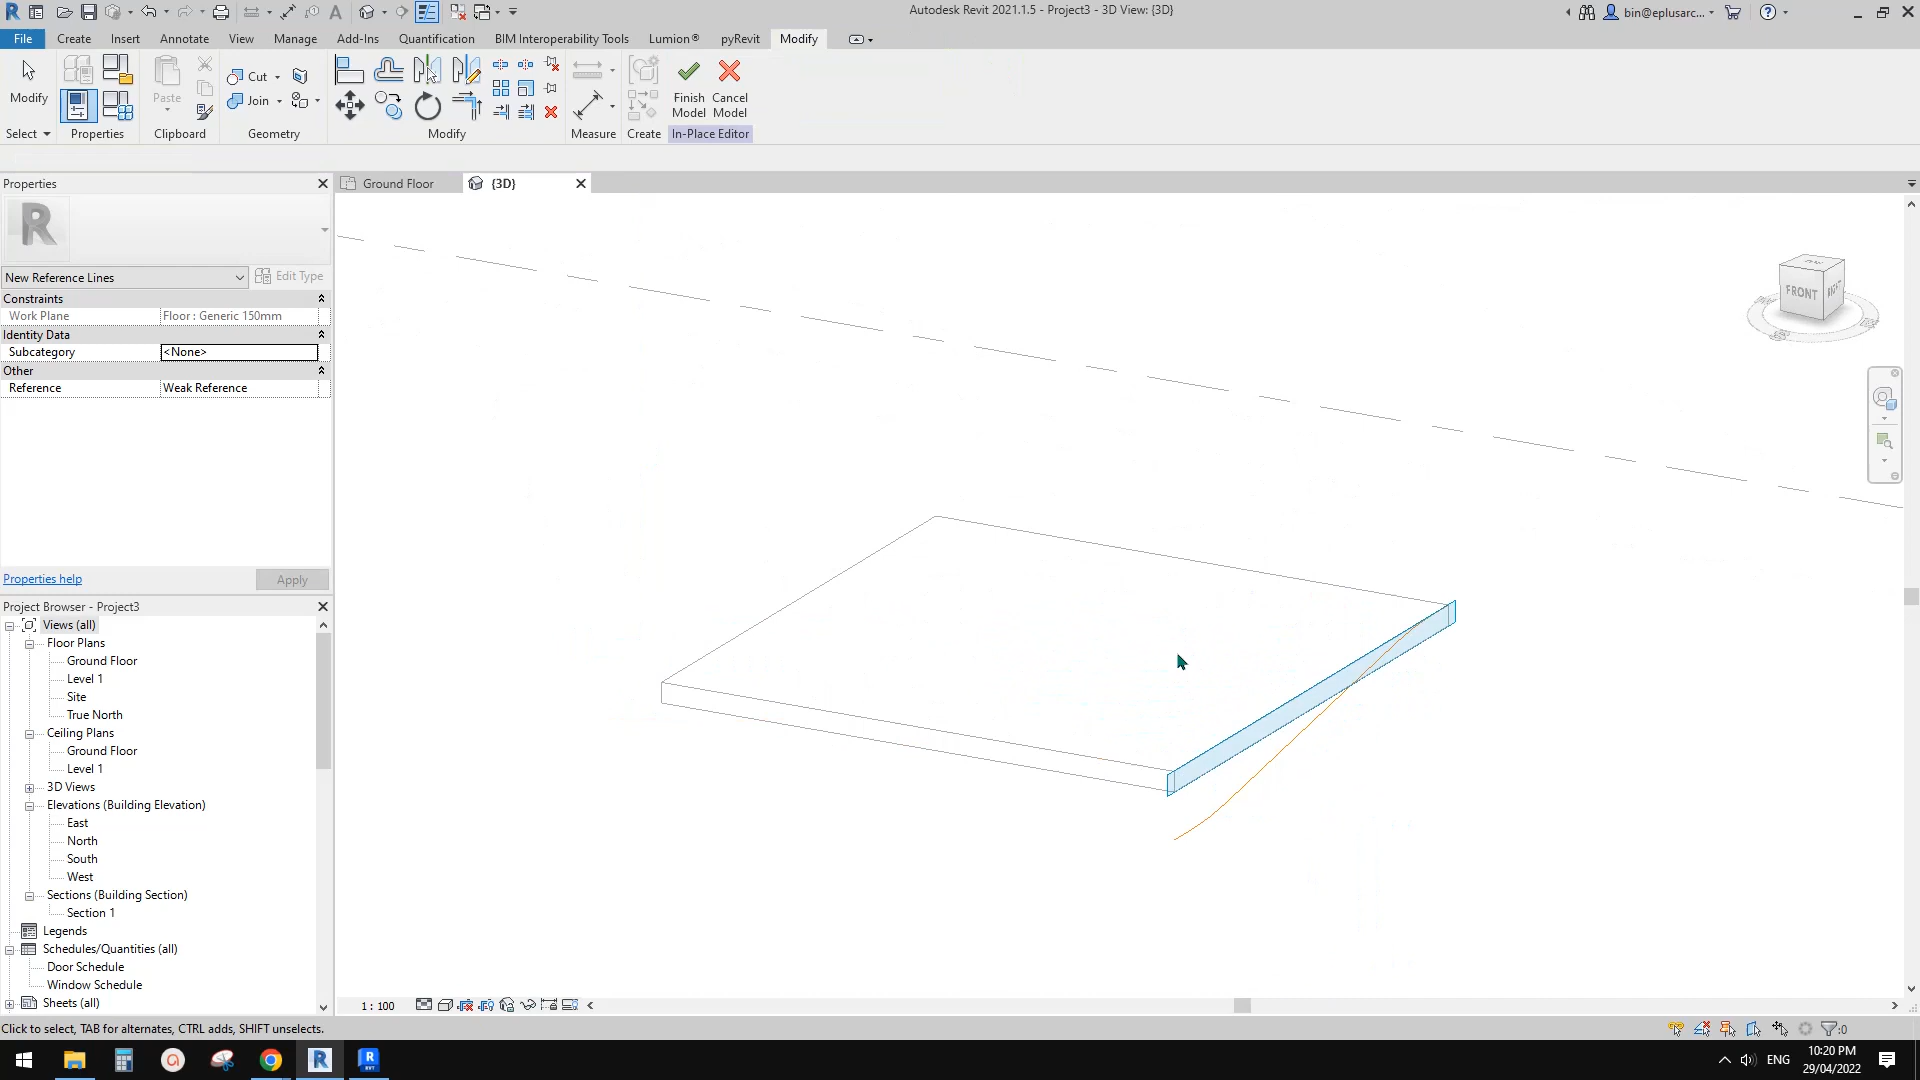 Autodesk Revit 2021.1.5 - Project3 - 3D View: {3D}
bin@eplusarc...
File Create Insert Annotate View Manage Add-Ins Quantification BIM Interoperability Tools Lumion® pyRevit Modify
Modify
Paste
Cut
Join
Finish Model
Cancel Model
Select Properties Clipboard Geometry Modify Measure Create In-Place Editor
Properties
Ground Floor
{3D}
R
New Reference Lines
Edit Type
Constraints
Work Plane Floor : Generic 150mm
Identity Data
Subcategory <None>
Other
Reference Weak Reference
Properties help
Apply
FRONT
RIGHT
Project Browser - Project3
Views (all)
Floor Plans
Ground Floor
Level 1
Site
True North
Ceiling Plans
Ground Floor
Level 1
3D Views
Elevations (Building Elevation)
East
North
South
West
Sections (Building Section)
Section 1
Legends
Schedules/Quantities (all)
Door Schedule
Window Schedule
Sheets (all)
1 : 100
Click to select, TAB for alternates, CTRL adds, SHIFT unselects.
:0
ENG
10:20 PM
29/04/2022